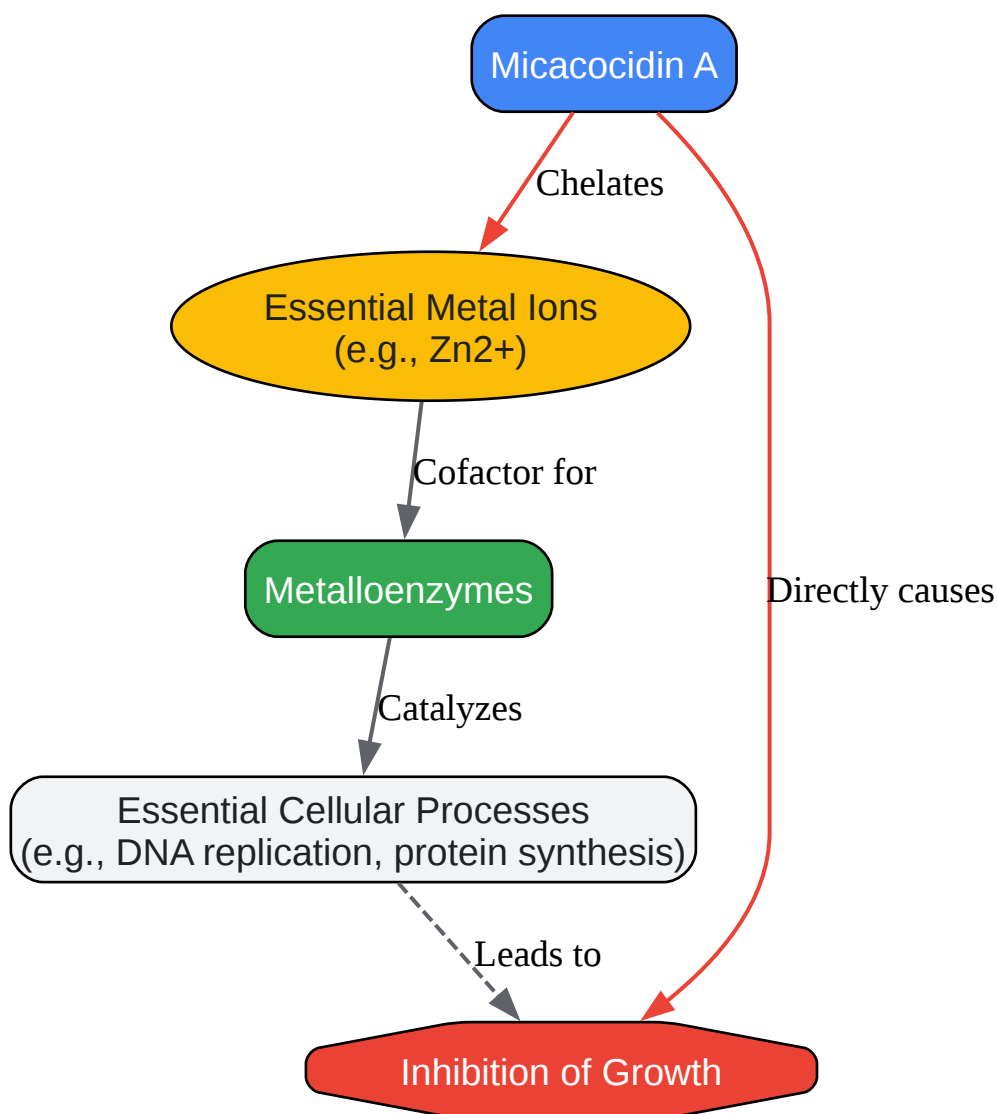 Micacocidin A
Chelates
Essential Metal Ions
(e.g., Zn2+)
Cofactor for
Metalloenzymes
Directly causes
Catalyzes
Essential Cellular Processes
(e.g., DNA replication, protein synthesis)
Leads to
Inhibition of Growth